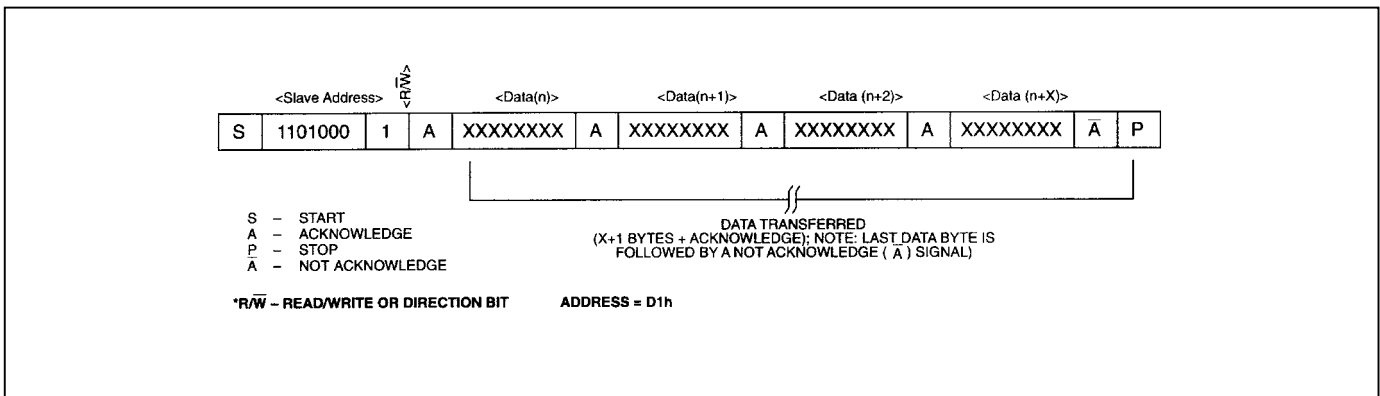 <R/W̅>
<Slave Address> <Data(n)> <Data(n+1)> <Data (n+2)> <Data (n+X)>
S 1101000 1 A XXXXXXXX A XXXXXXXX A XXXXXXXX A XXXXXXXX A̅ P
S – START
A – ACKNOWLEDGE
P – STOP
A̅ – NOT ACKNOWLEDGE
DATA TRANSFERRED
(X+1 BYTES + ACKNOWLEDGE); NOTE: LAST DATA BYTE IS
FOLLOWED BY A NOT ACKNOWLEDGE ( A̅ ) SIGNAL)
*R/W̅ – READ/WRITE OR DIRECTION BIT ADDRESS = D1h